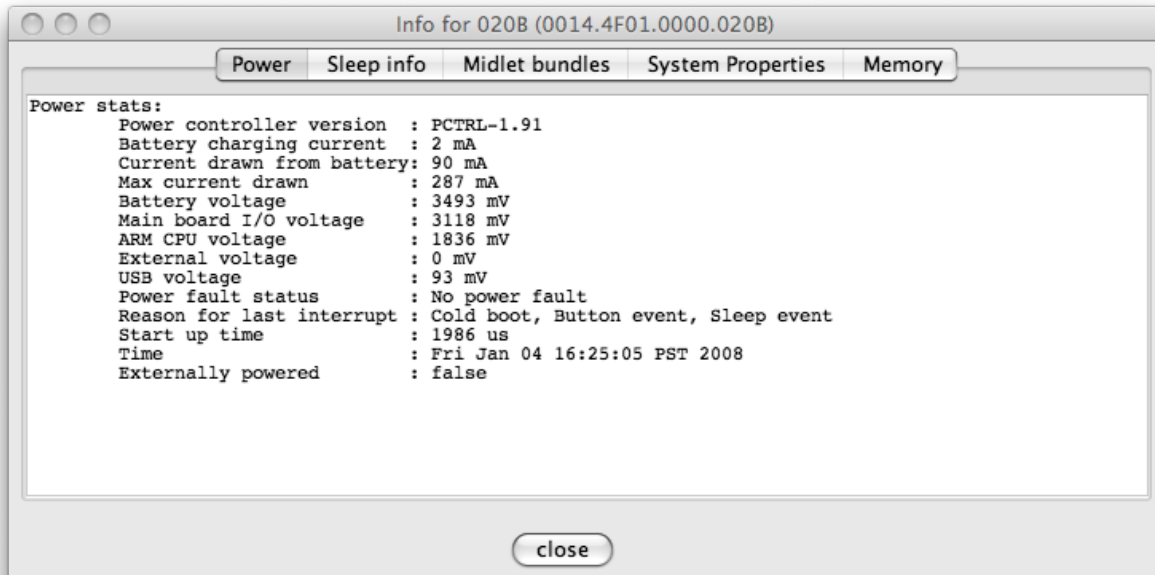 Info for 020B (0014.4F01.0000.020B)
Power Sleep info Midlet bundles System Properties Memory
Power stats:
Power controller version : PCTRL-1.91
Battery charging current : 2 mA
Current drawn from battery: 90 mA
Max current drawn : 287 mA
Battery voltage : 3493 mV
Main board I/O voltage : 3118 mV
ARM CPU voltage : 1836 mV
External voltage : 0 mV
USB voltage : 93 mV
Power fault status : No power fault
Reason for last interrupt : Cold boot, Button event, Sleep event
Start up time : 1986 us
Time : Fri Jan 04 16:25:05 PST 2008
Externally powered : false
close